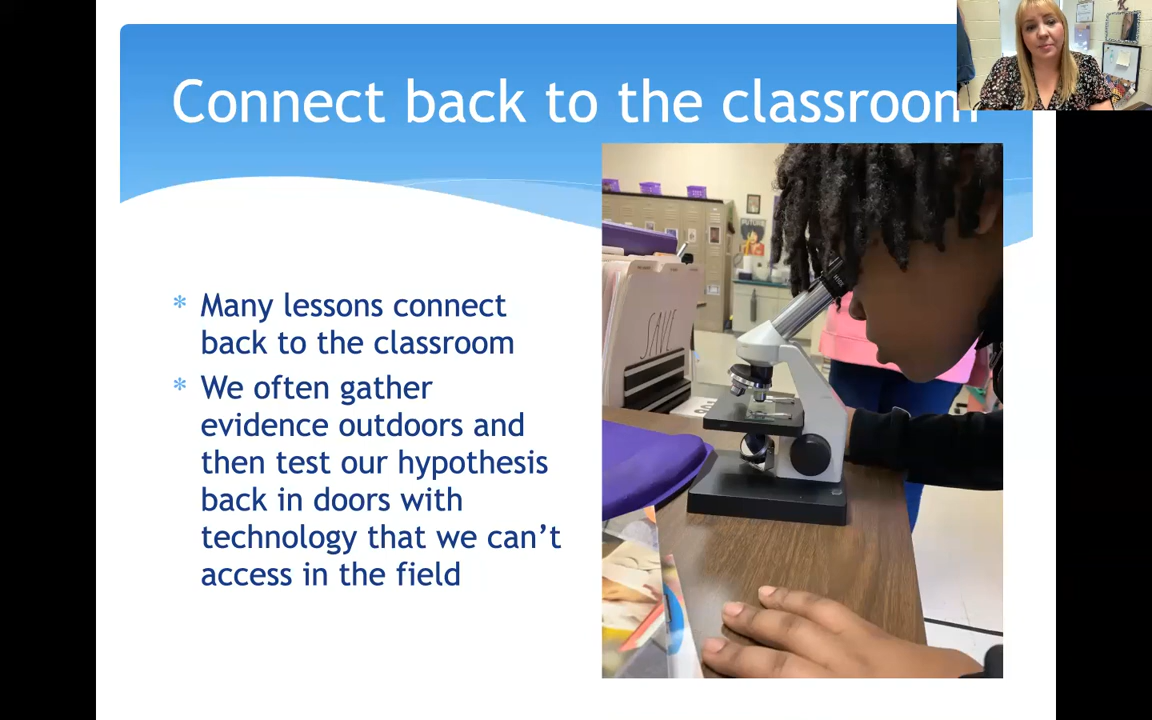 Connect back to the classroom
* Many lessons connect
back to the classroom
* We often gather
evidence outdoors and
then test our hypothesis
back in doors with
technology that we can’t
access in the field
SAVE